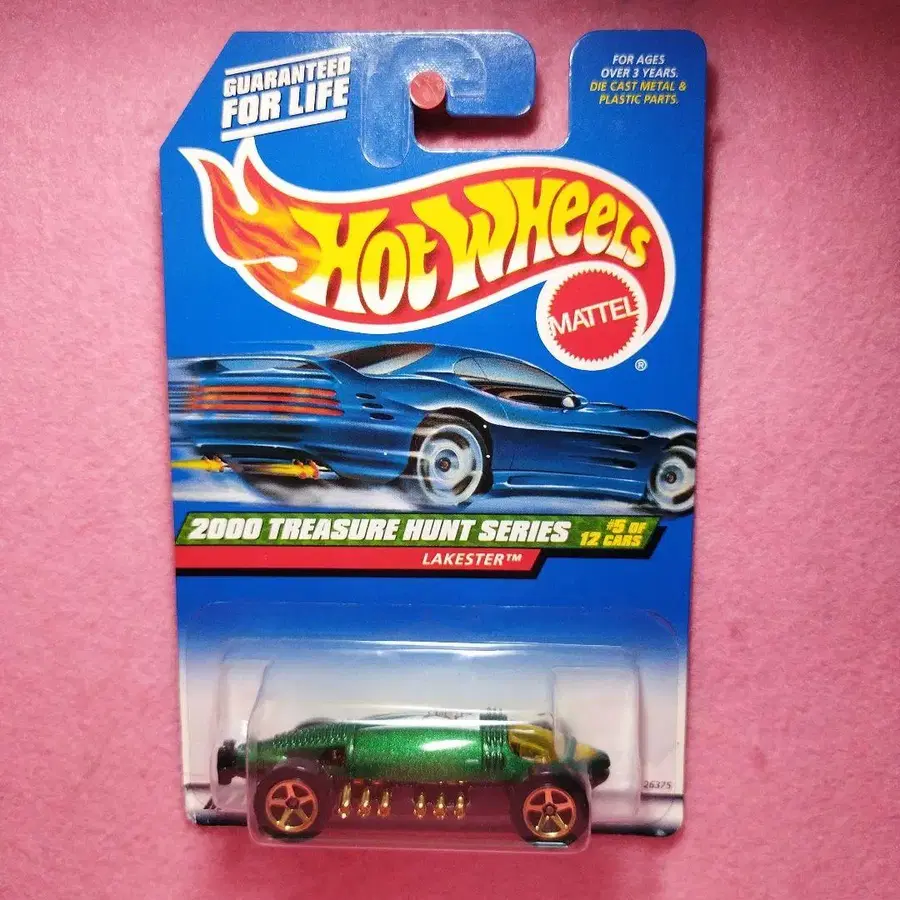 GUARANTEED
FOR LIFE
FOR AGES
OVER 3 YEARS.
DIE CAST METAL &
PLASTIC PARTS.
HOT WHEELS
MATTEL
®
2000 TREASURE HUNT SERIES
#5 OF
12 CARS
LAKESTER™
26375